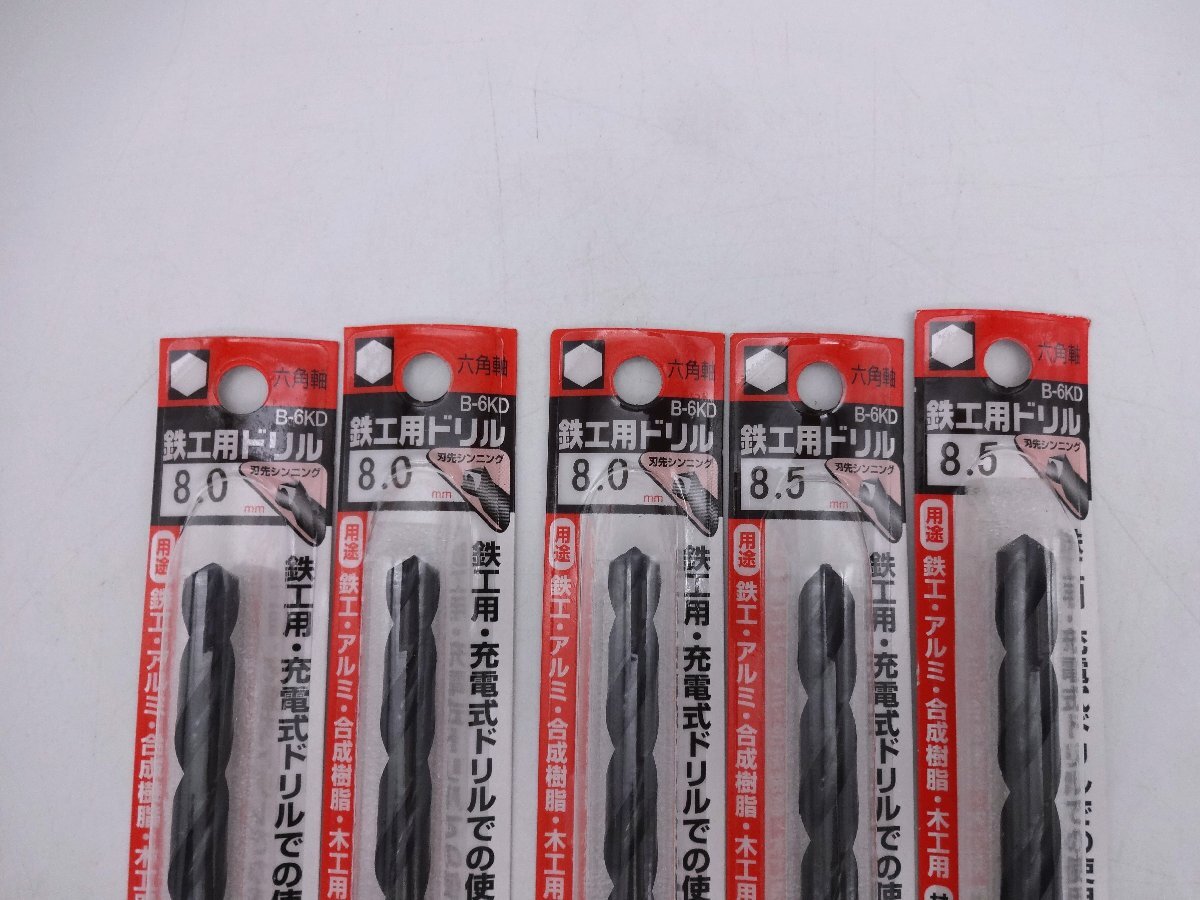 六角軸
B-6KD
鉄工用ドリル
8.0
mm
刃先シンニング
用途
鉄工・アルミ・合成樹脂・木工
鉄工用・充電式ドリルでの使
六角軸
B-6KD
鉄工用ドリル
8.0
mm
刃先シンニング
用途
鉄工・アルミ・合成樹脂・木工用
鉄工用・充電式ドリルでの使
六角軸
B-6KD
鉄工用ドリル
8.0
mm
刃先シンニング
用途
鉄工・アルミ・合成樹脂・木工用
鉄工用・充電式ドリルでの使
六角軸
B-6KD
鉄工用ドリル
8.5
刃先シンニング
用途
鉄工・アルミ・合成樹脂・木工用
鉄工用・充電式ドリルでの使
六角軸
B-6KD
鉄工用ドリル
8.5
刃先シンニング
用途
鉄工・アルミ・合成樹脂・木工用
充電式ドリルでの使用